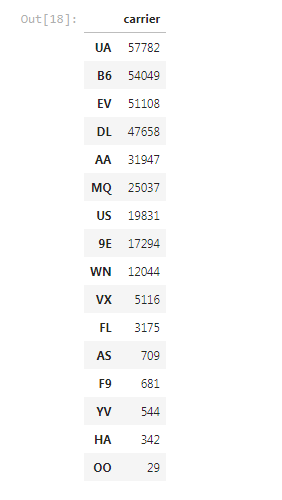 Out[18]: carrier
UA 57782
B6 54049
EV 51108
DL 47658
AA 31947
MQ 25037
US 19831
9E 17294
WN 12044
VX 5116
FL 3175
AS 709
F9 681
YV 544
HA 342
OO 29